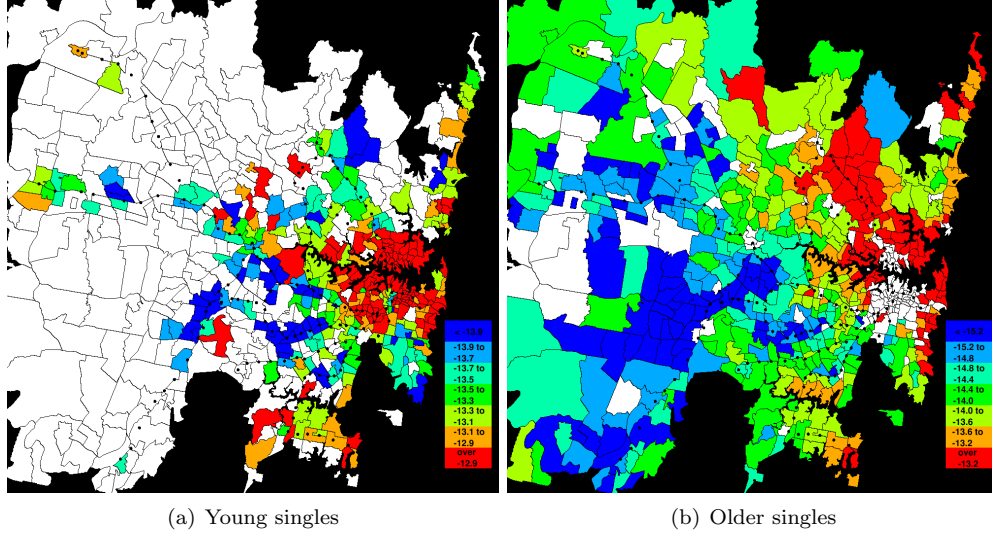 < -13.9
-13.9 to
-13.7
-13.7 to
-13.5
-13.5 to
-13.3
-13.3 to
-13.1
-13.1 to
-12.9
over
-12.9
< -15.2
-15.2 to
-14.8
-14.8 to
-14.4
-14.4 to
-14.0
-14.0 to
-13.6
-13.6 to
-13.2
over
-13.2
(a) Young singles
(b) Older singles